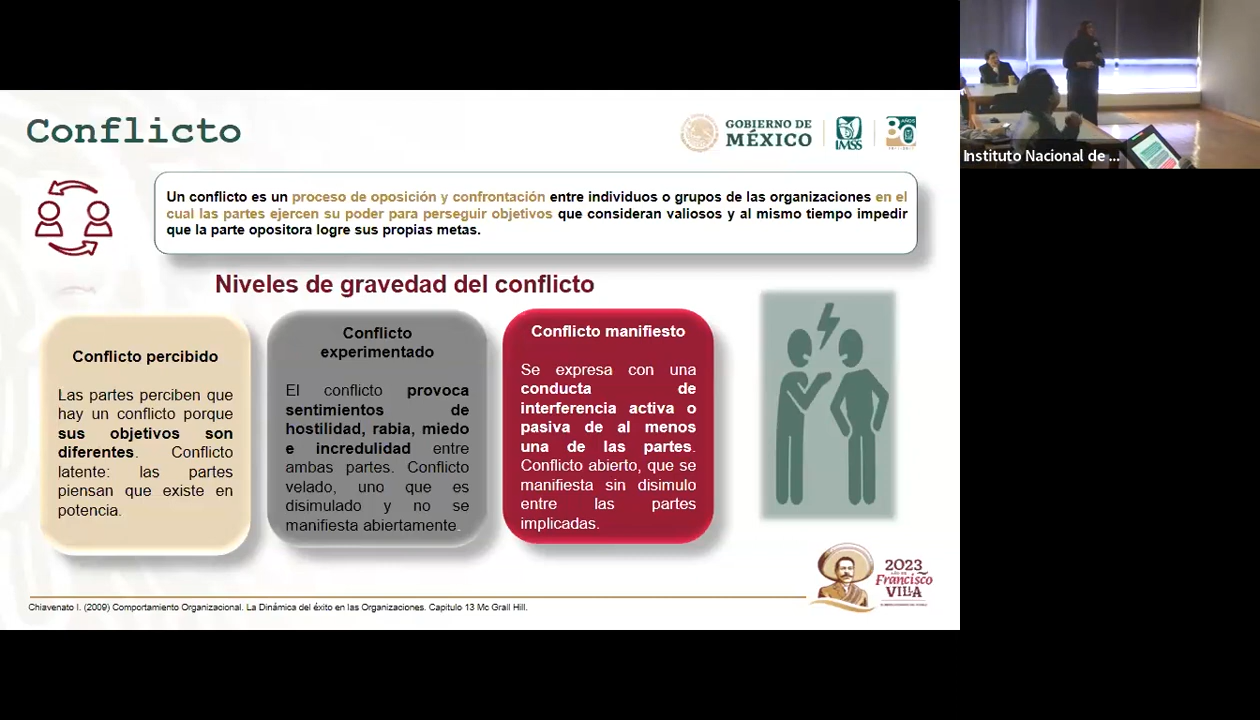 Conflicto
GOBIERNO DE
MÉXICO
IMSS
80
AÑOS
Instituto Nacional de ...
Un conflicto es un proceso de oposición y confrontación entre individuos o grupos de las organizaciones en el
cual las partes ejercen su poder para perseguir objetivos que consideran valiosos y al mismo tiempo impedir
que la parte opositora logre sus propias metas.
Niveles de gravedad del conflicto
Conflicto percibido
Las partes perciben que
hay un conflicto porque
sus objetivos son
diferentes. Conflicto
latente: las partes
piensan que existe en
potencia.
Conflicto
experimentado
El conflicto provoca
sentimientos de
hostilidad, rabia, miedo
e incredulidad entre
ambas partes. Conflicto
velado, uno que es
disimulado y no se
manifiesta abiertamente.
Conflicto manifiesto
Se expresa con una
conducta de
interferencia activa o
pasiva de al menos
una de las partes.
Conflicto abierto, que se
manifiesta sin disimulo
entre las partes
implicadas.
2023
Francisco
VILLA
Chiavenato I. (2009) Comportamiento Organizacional. La Dinámica del éxito en las Organizaciones. Capitulo 13 Mc Grall Hill.